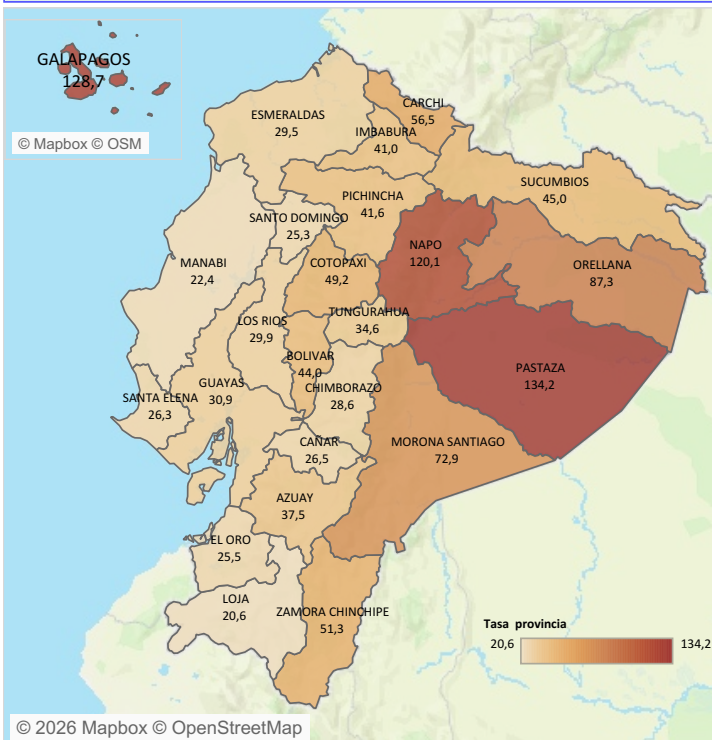 GALAPAGOS
128,7
© Mapbox © OSM
CARCHI
56,5
ESMERALDAS
29,5
IMBABURA
41,0
SUCUMBIOS
45,0
PICHINCHA
41,6
SANTO DOMINGO
25,3
NAPO
120,1
MANABI
22,4
COTOPAXI
49,2
ORELLANA
87,3
TUNGURAHUA
34,6
LOS RIOS
29,9
BOLIVAR
44,0
PASTAZA
134,2
GUAYAS
30,9
CHIMBORAZO
28,6
SANTA ELENA
26,3
CAÑAR
26,5
MORONA SANTIAGO
72,9
AZUAY
37,5
EL ORO
25,5
LOJA
20,6
ZAMORA CHINCHIPE
51,3
Tasa provincia
20,6 134,2
© 2026 Mapbox © OpenStreetMap